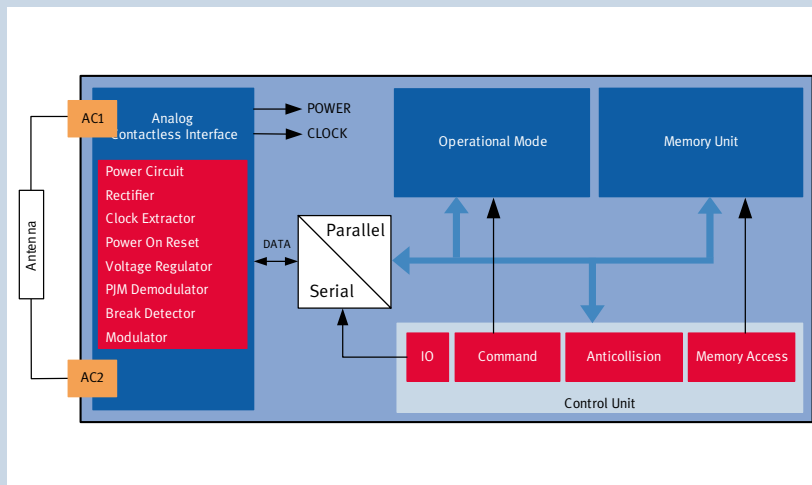 AC1
Analog
Contactless Interface
POWER
CLOCK
Operational Mode
Memory Unit
Power Circuit
Rectifier
Clock Extractor
Power On Reset
Voltage Regulator
PJM Demodulator
Break Detector
Modulator
Antenna
DATA
Parallel
Serial
AC2
IO
Command
Anticollision
Memory Access
Control Unit